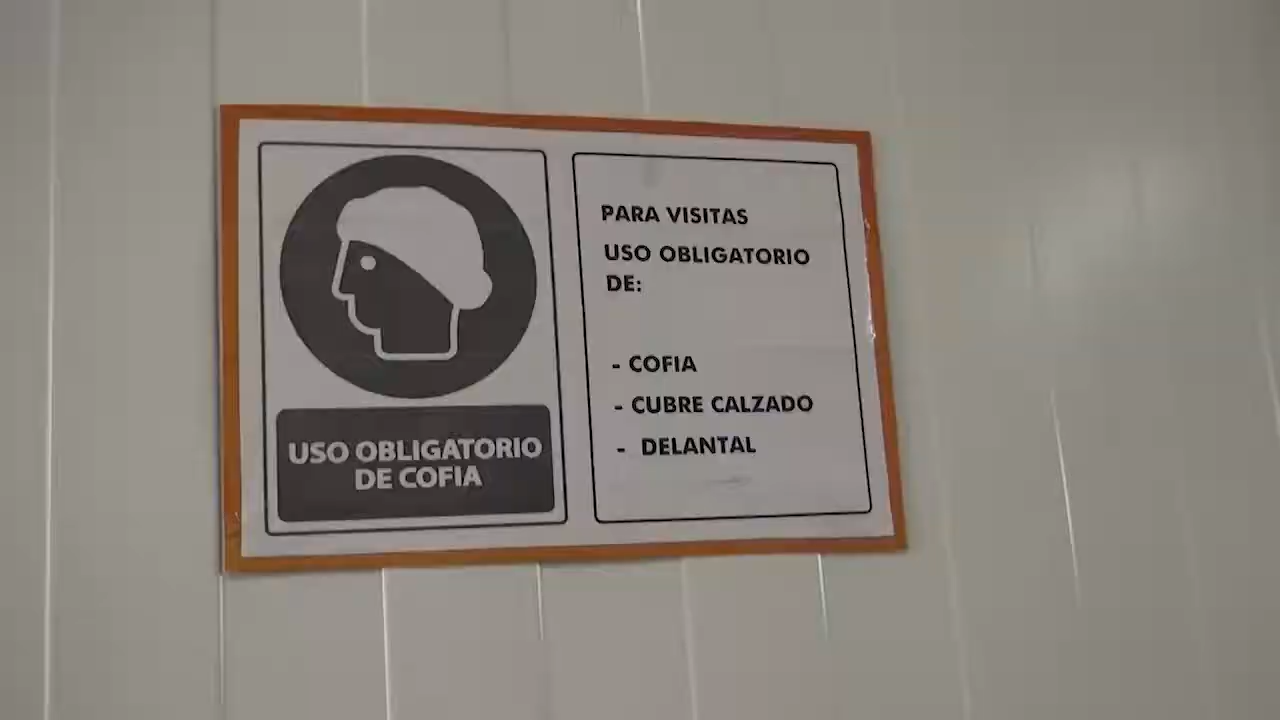 USO OBLIGATORIO
DE COFIA
PARA VISITAS
USO OBLIGATORIO
DE:
- COFIA
- CUBRE CALZADO
- DELANTAL